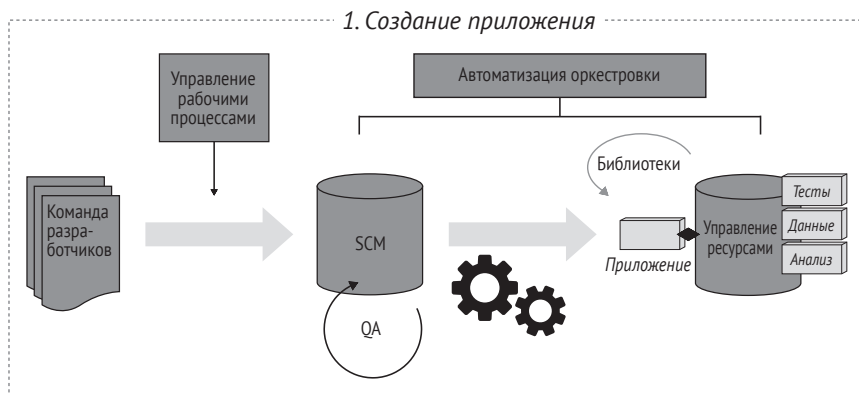 1. Создание приложения
Управление
рабочими
процессами
Автоматизация оркестровки
Команда
разра-
ботчиков
SCM
QA
Библиотеки
Приложение
Управление
ресурсами
Тесты
Данные
Анализ